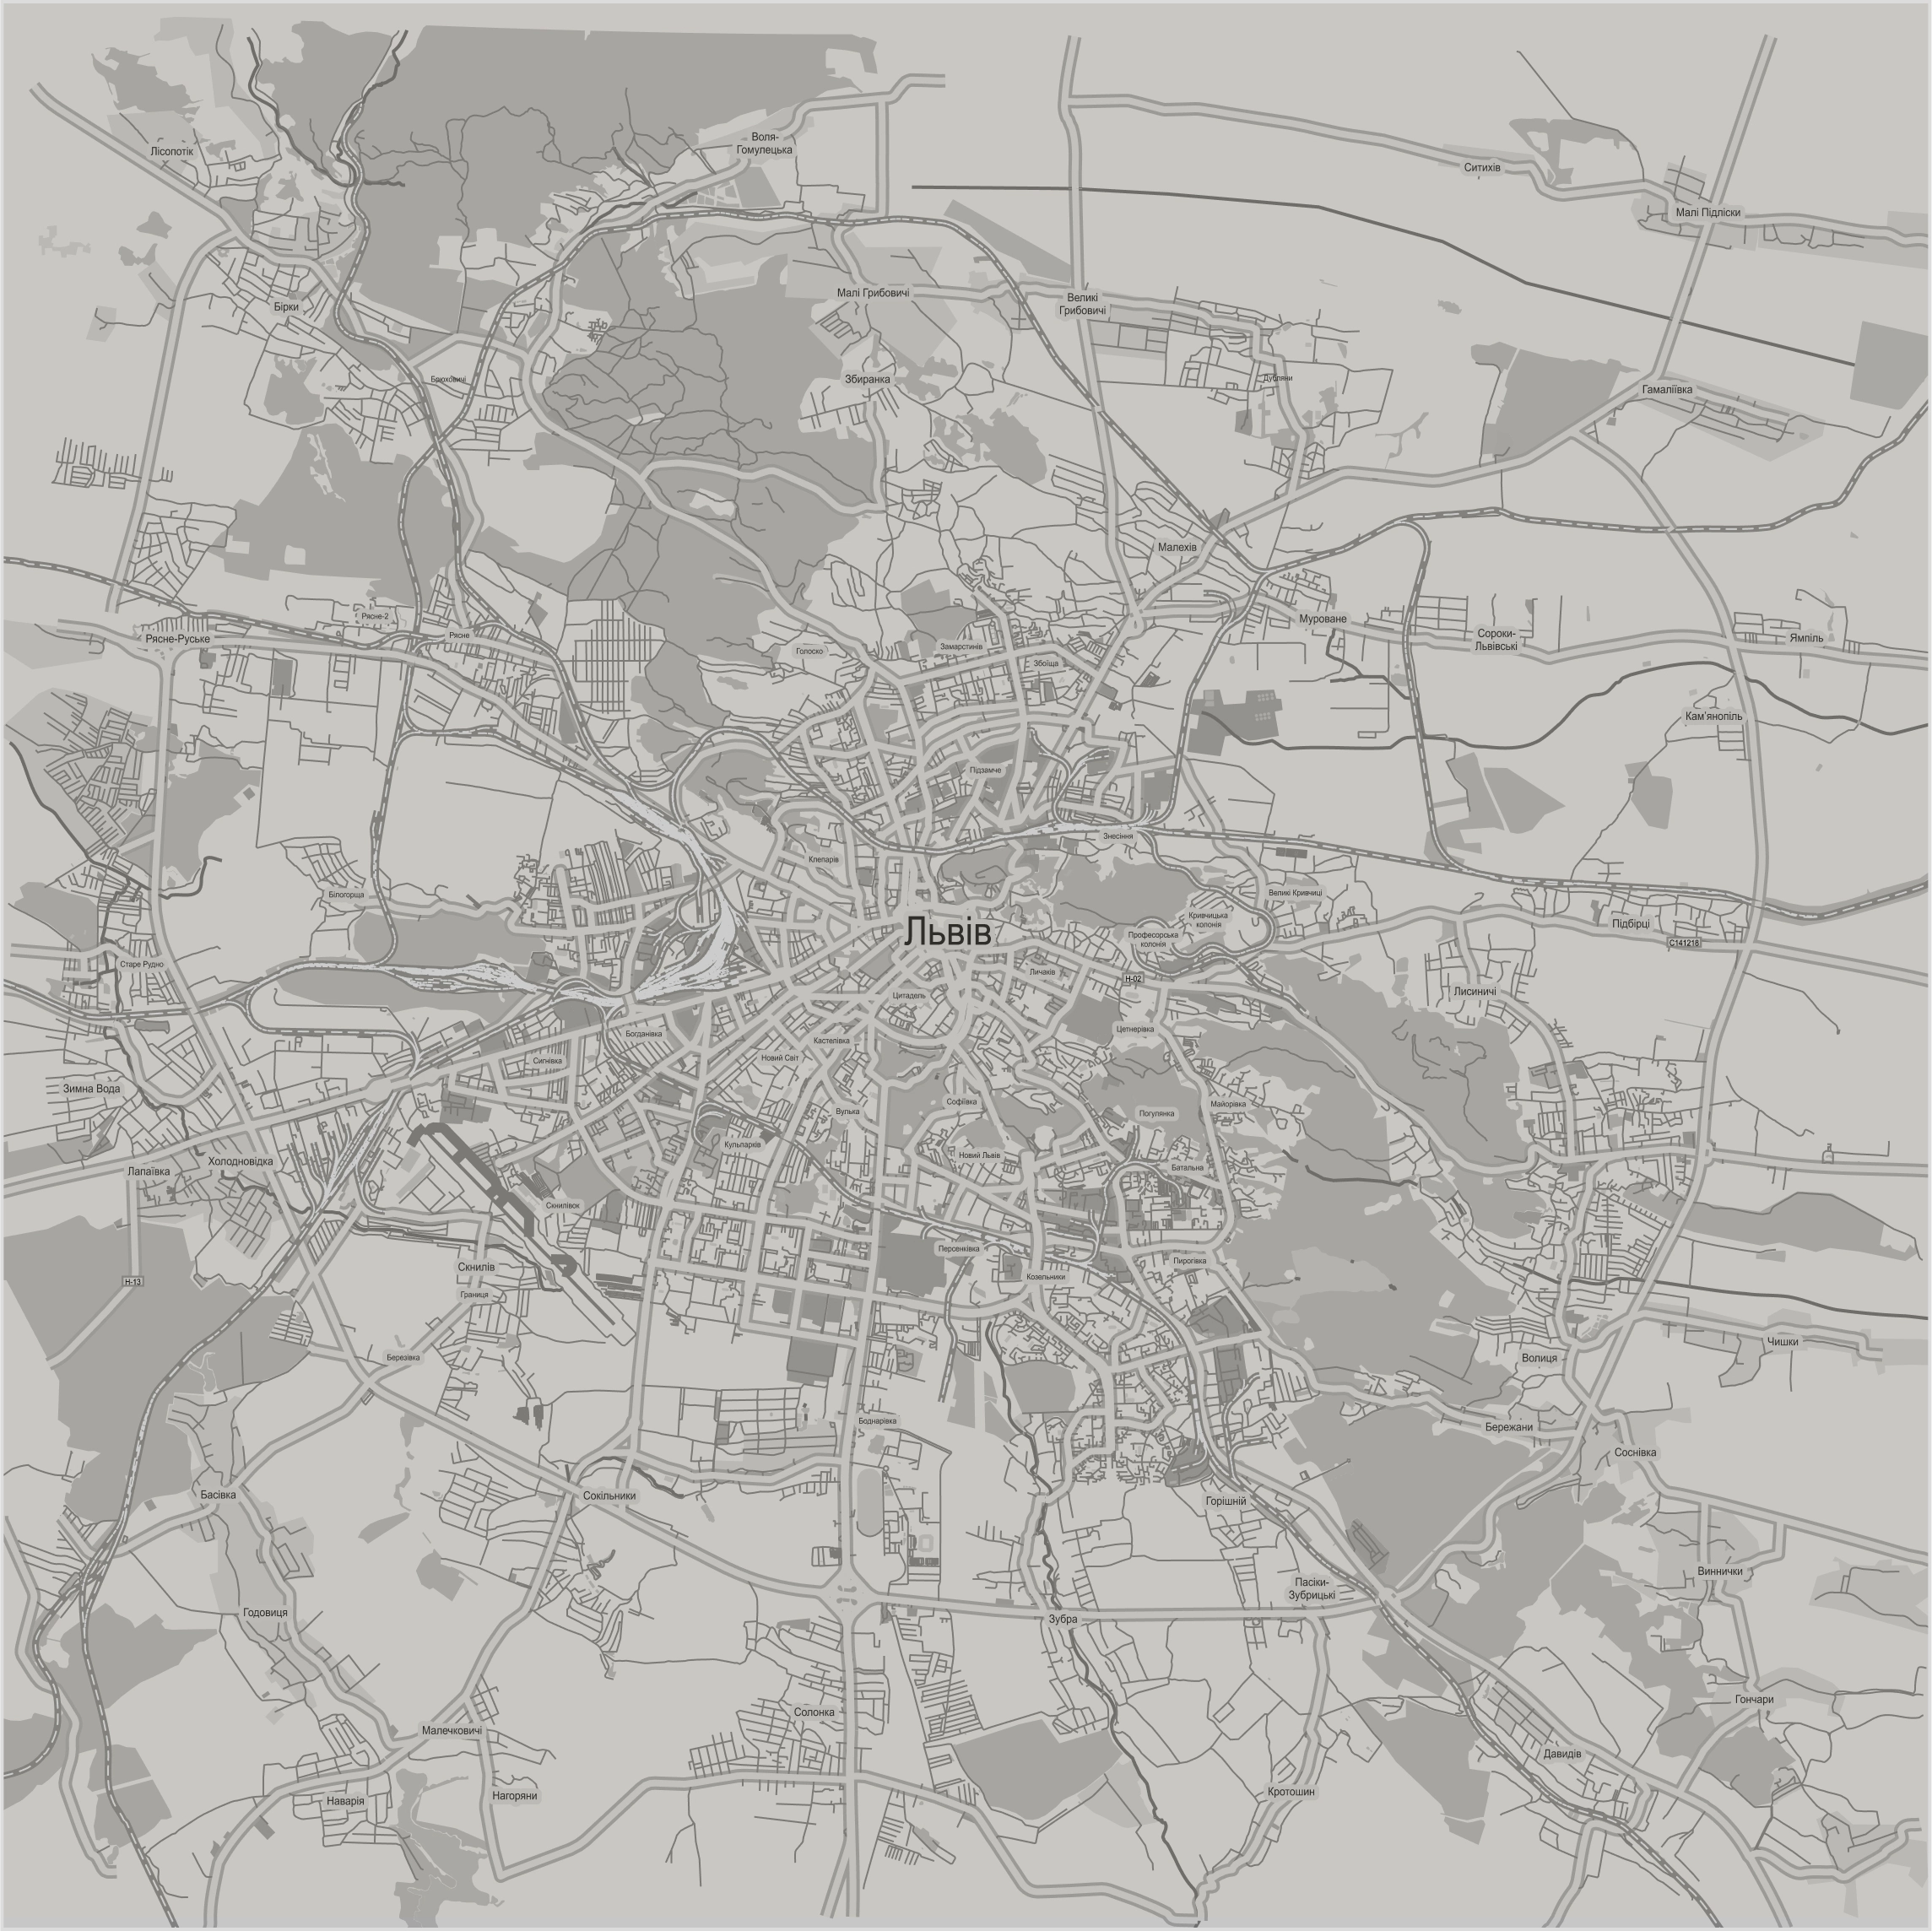 Воля-
Гомулецька
Лісопотік
Ситихів
Малі Підліски
Малі Грибовичі
Великі
Грибовичі
Бірки
Брюховичі
Збиранка
Дубляни
Гамаліївка
Малехів
Рясне-2
Рясне
Рясне-Руське
Голоско
Замарстинів
Збоїща
Муроване
Сороки-
Львівські
Ямпіль
Кам'янопіль
Підзамче
Знесіння
Клепарів
Білогорща
Великі Кривчиці
Кривчицька
колонія
Підбірці
Львів
Професорська
колонія
С141218
Старе Рудно
Личаків
Н-02
Лисиничі
Цитадель
Богданівка
Цетнерівка
Кастелівка
Новий Світ
Сигнівка
Зимна Вода
Софіївка
Майорівка
Вулька
Погулянка
Кульпарків
Новий Львів
Холодновідка
Лапаївка
Батальна
Скнилівок
Персенківка
Пирогівка
Скнилів
Козельники
Н-13
Границя
Чишки
Березівка
Волиця
Боднарівка
Бережани
Соснівка
Басівка
Сокільники
Горішній
Винички
Пасіки-
Зубрицькі
Годовиця
Зубра
Гончари
Солонка
Малечковичі
Давидів
Кротошин
Нагоряни
Наварія